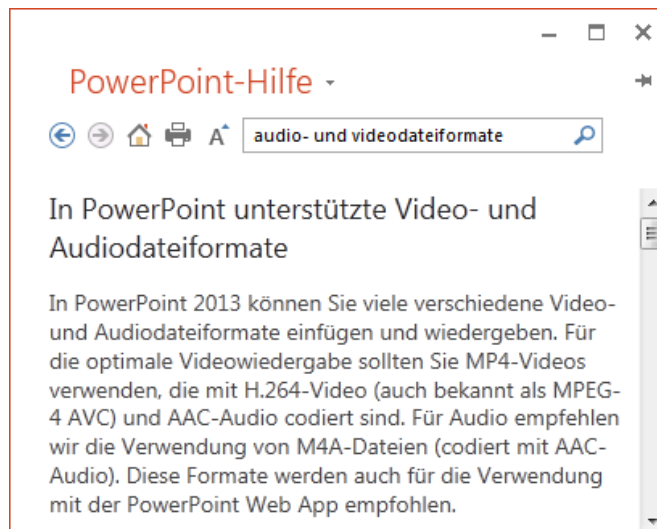 PowerPoint-Hilfe
audio- und videodateiformate
In PowerPoint unterstützte Video- und
Audiodateiformate
In PowerPoint 2013 können Sie viele verschiedene Video-
und Audiodateiformate einfügen und wiedergeben. Für
die optimale Videowiedergabe sollten Sie MP4-Videos
verwenden, die mit H.264-Video (auch bekannt als MPEG-
4 AVC) und AAC-Audio codiert sind. Für Audio empfehlen
wir die Verwendung von M4A-Dateien (codiert mit AAC-
Audio). Diese Formate werden auch für die Verwendung
mit der PowerPoint Web App empfohlen.